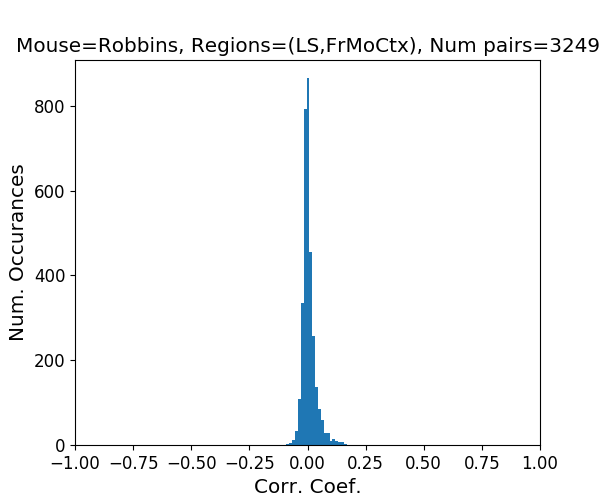 Mouse=Robbins, Regions=(LS,FrMoCtx), Num pairs=3249
Num. Occurances
800
600
400
200
0
−1.00 −0.75 −0.50 −0.25 0.00 0.25 0.50 0.75 1.00
Corr. Coef.